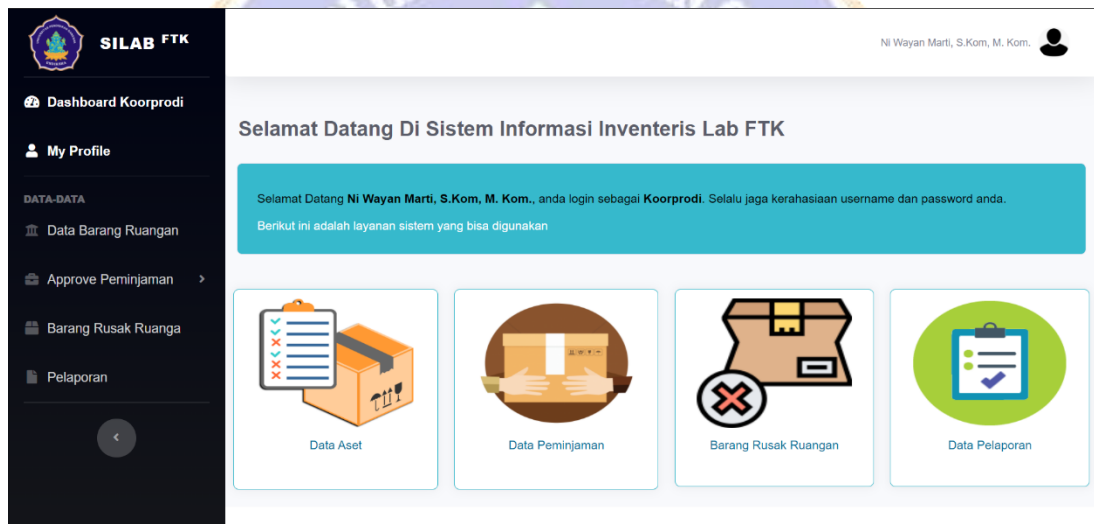 SILAB FTK
Ni Wayan Marti, S.Kom, M. Kom.
Dashboard Koorprodi
My Profile
DATA-DATA
Data Barang Ruangan
Approve Peminjaman
Barang Rusak Ruanga
Pelaporan
Selamat Datang Di Sistem Informasi Inventeris Lab FTK
Selamat Datang Ni Wayan Marti, S.Kom, M. Kom., anda login sebagai Koorprodi. Selalu jaga kerahasiaan username dan password anda.
Berikut ini adalah layanan sistem yang bisa digunakan
Data Aset
Data Peminjaman
Barang Rusak Ruangan
Data Pelaporan